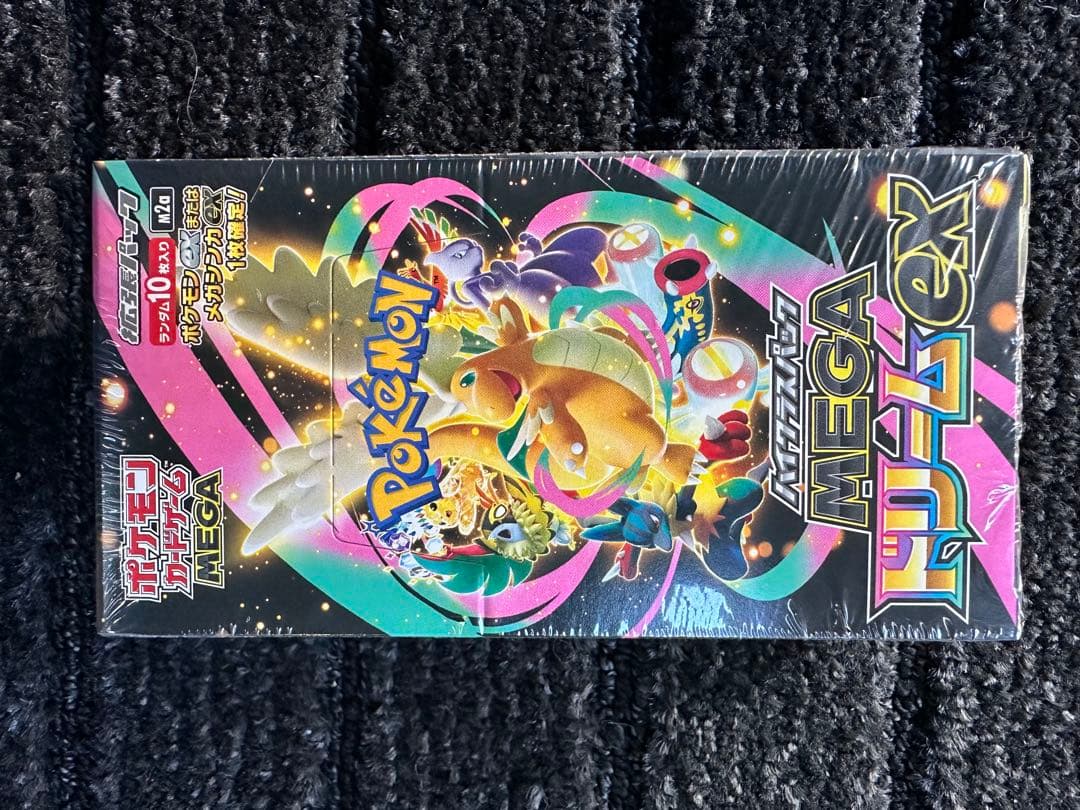 拡張パック
M2a
ランダム10枚入り
ポケモンexまたは
メガシンカex
1枚確定!
ポケモン
カードゲーム
MEGA
POKéMON
TM
ハイクラスパック
MEGA
ドリームex